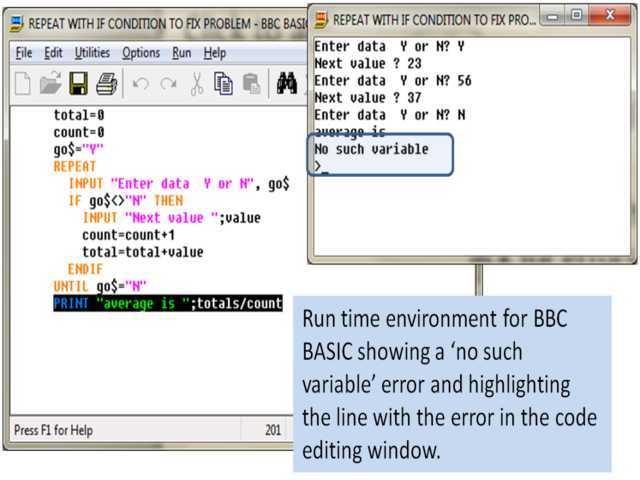 REPEAT WITH IF CONDITION TO FIX PROBLEM - BBC BASIC
File Edit Utilities Options Run Help
total=0
count=0
go$="Y"
REPEAT
INPUT "Enter data  Y or N", go$
IF go$<>"N" THEN
INPUT "Next value ";value
count=count+1
total=total+value
ENDIF
UNTIL go$="N"
PRINT "average is ";totals/count
Press F1 for Help 201
REPEAT WITH IF CONDITION TO FIX PRO...
Enter data  Y or N? Y
Next value ? 23
Enter data  Y or N? 56
Next value ? 37
Enter data  Y or N? N
average is
No such variable
>_
Run time environment for BBC
BASIC showing a ‘no such
variable’ error and highlighting
the line with the error in the code
editing window.